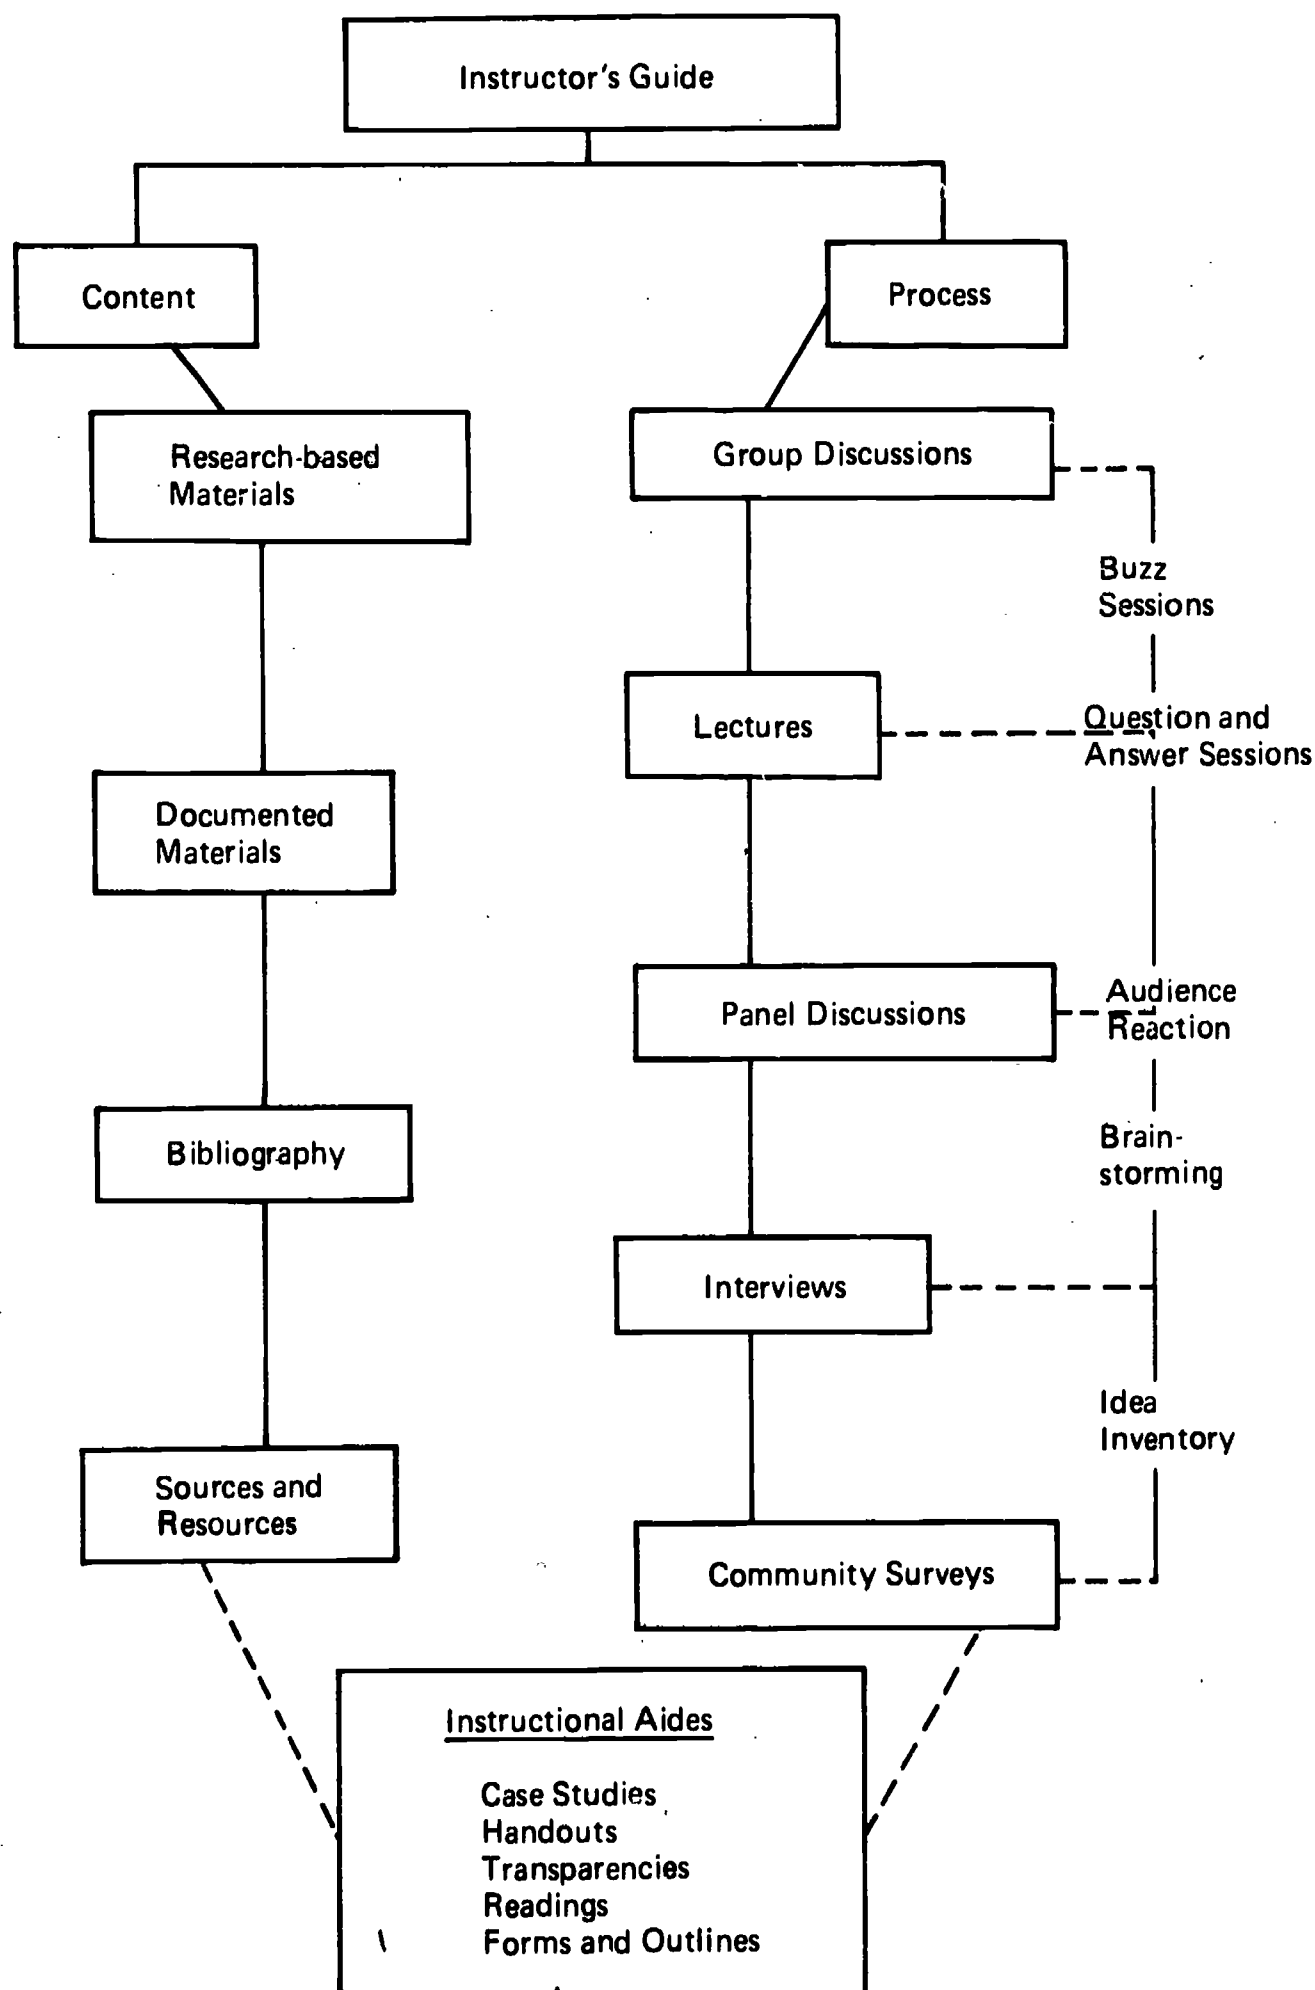 Instructor's Guide
Content
Process
Research-based
Materials
Group Discussions
Buzz
Sessions
Lectures
Question and
Answer Sessions
Documented
Materials
Panel Discussions
Audience
Reaction
Bibliography
Brain-
storming
Interviews
Idea
Inventory
Sources and
Resources
Community Surveys
Instructional Aides
Case Studies
Handouts
Transparencies
Readings
Forms and Outlines